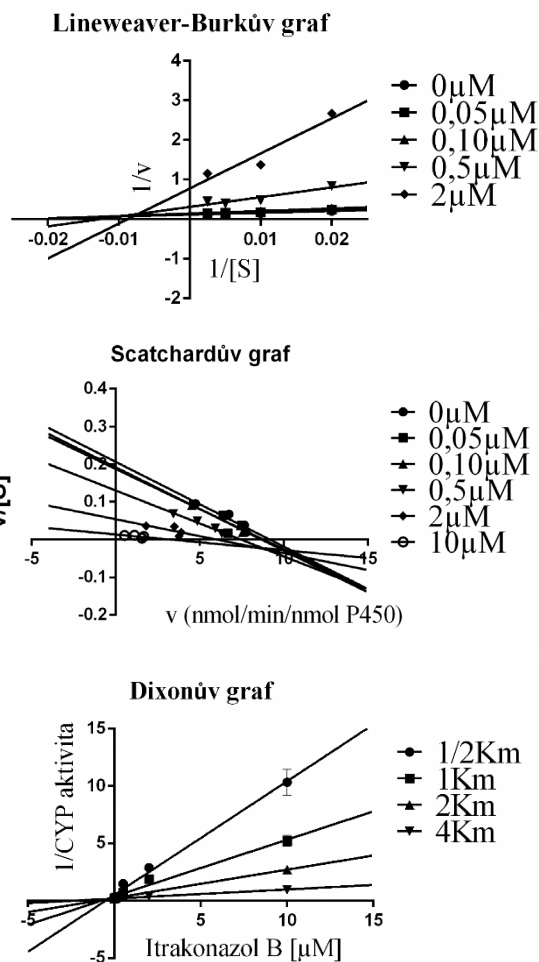 Lineweaver-Burkův graf
4
3
2
1
-1
-2
-0.02
-0.01
0.01
0.02
1/v
1/[S]
0µM
0,05µM
0,10µM
0,5µM
2µM
Scatchardův graf
0.4
0.3
0.2
0.1
-0.1
-0.2
-5
5
10
15
v/[S]
v (nmol/min/nmol P450)
0µM
0,05µM
0,10µM
0,5µM
2µM
10µM
Dixonův graf
15
10
5
-5
-5
5
10
15
1/CYP aktivita
Itrakonazol B [µM]
1/2Km
1Km
2Km
4Km